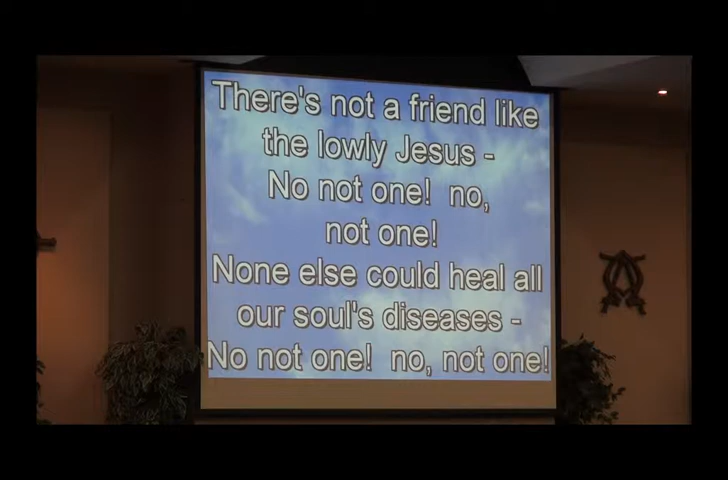 There's not a friend like
the lowly Jesus -
No not one!  no,
not one!
None else could heal all
our soul's diseases -
No not one!  no, not one!